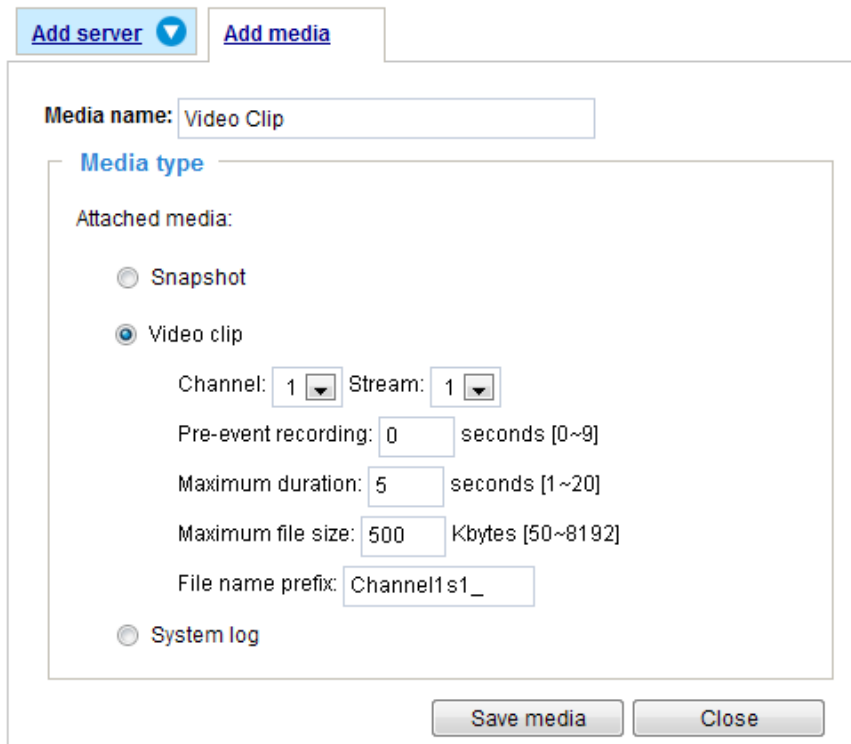 Add server Add media
Media name: Video Clip
Media type
Attached media:
Snapshot
Video clip
Channel: 1 Stream: 1
Pre-event recording: 0 seconds [0~9]
Maximum duration: 5 seconds [1~20]
Maximum file size: 500 Kbytes [50~8192]
File name prefix: Channel1s1_
System log
Save media Close